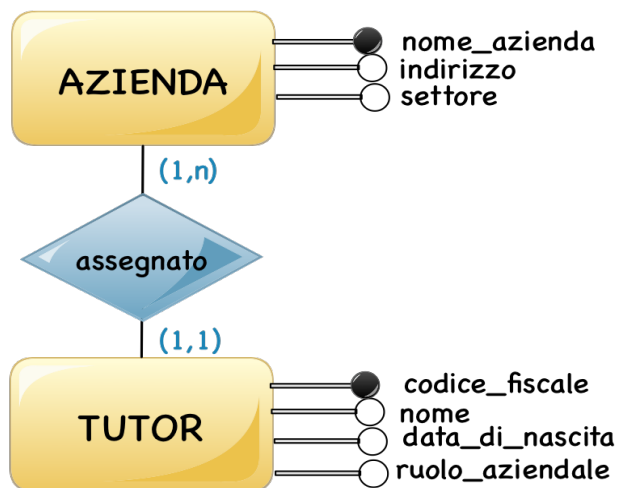 AZIENDA
nome_azienda
indirizzo
settore
(1,n)
assegnato
(1,1)
TUTOR
codice_fiscale
nome
data_di_nascita
ruolo_aziendale